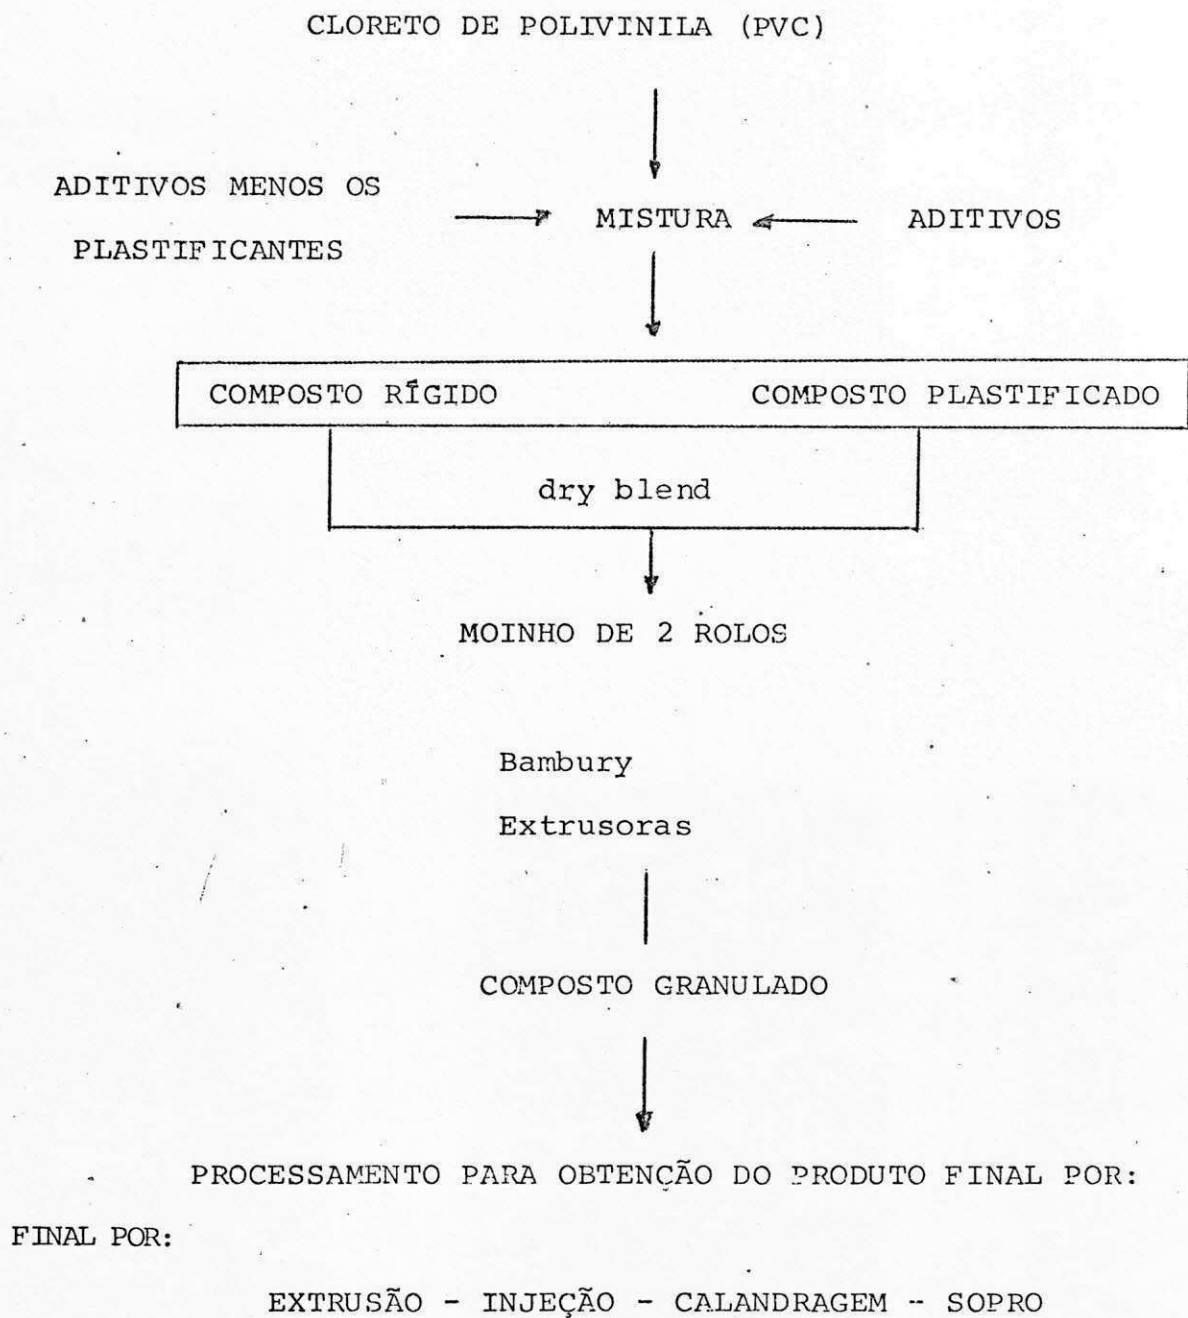 CLORETO DE POLIVINILA (PVC)
ADITIVOS MENOS OS
PLASTIFICANTES
MISTURA
ADITIVOS
COMPOSTO RÍGIDO COMPOSTO PLASTIFICADO
dry blend
MOINHO DE 2 ROLOS
Bambury
Extrusoras
COMPOSTO GRANULADO
PROCESSAMENTO PARA OBTENÇÃO DO PRODUTO FINAL POR:
FINAL POR:
EXTRUSÃO - INJEÇÃO - CALANDRAGEM - SOPRO